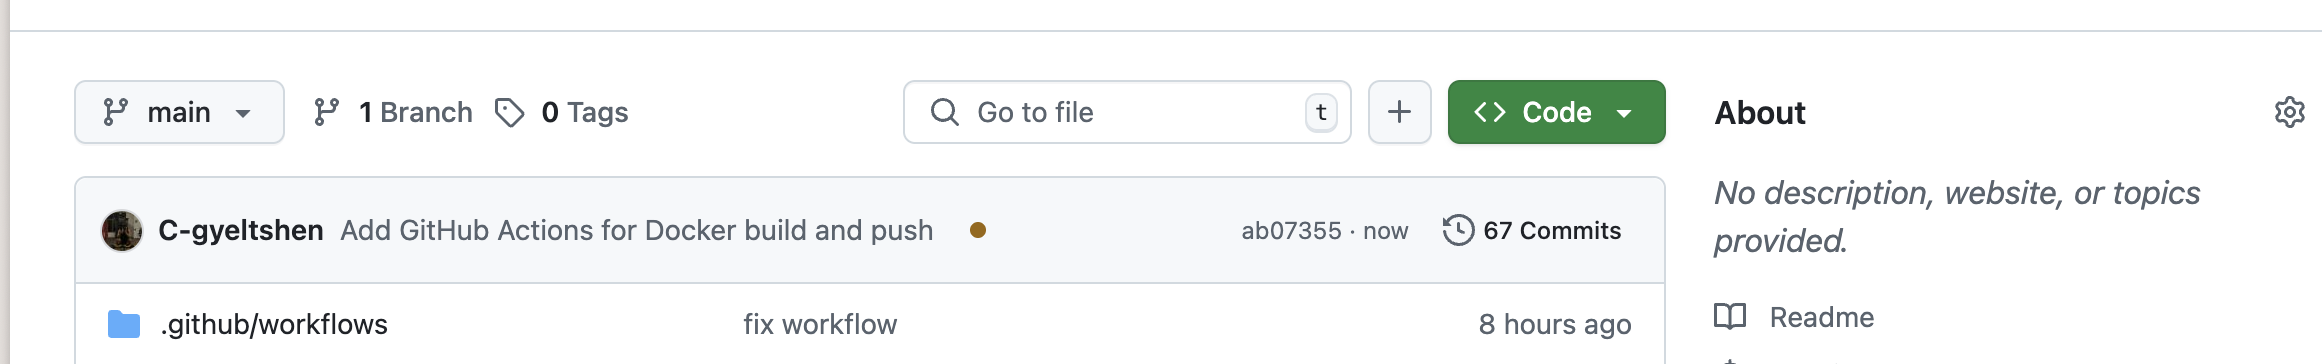 main
1 Branch
0 Tags
Go to file
t
Code
About
No description, website, or topics
provided.
C-gyeltshen Add GitHub Actions for Docker build and push
ab07355 · now
67 Commits
.github/workflows
fix workflow
8 hours ago
Readme